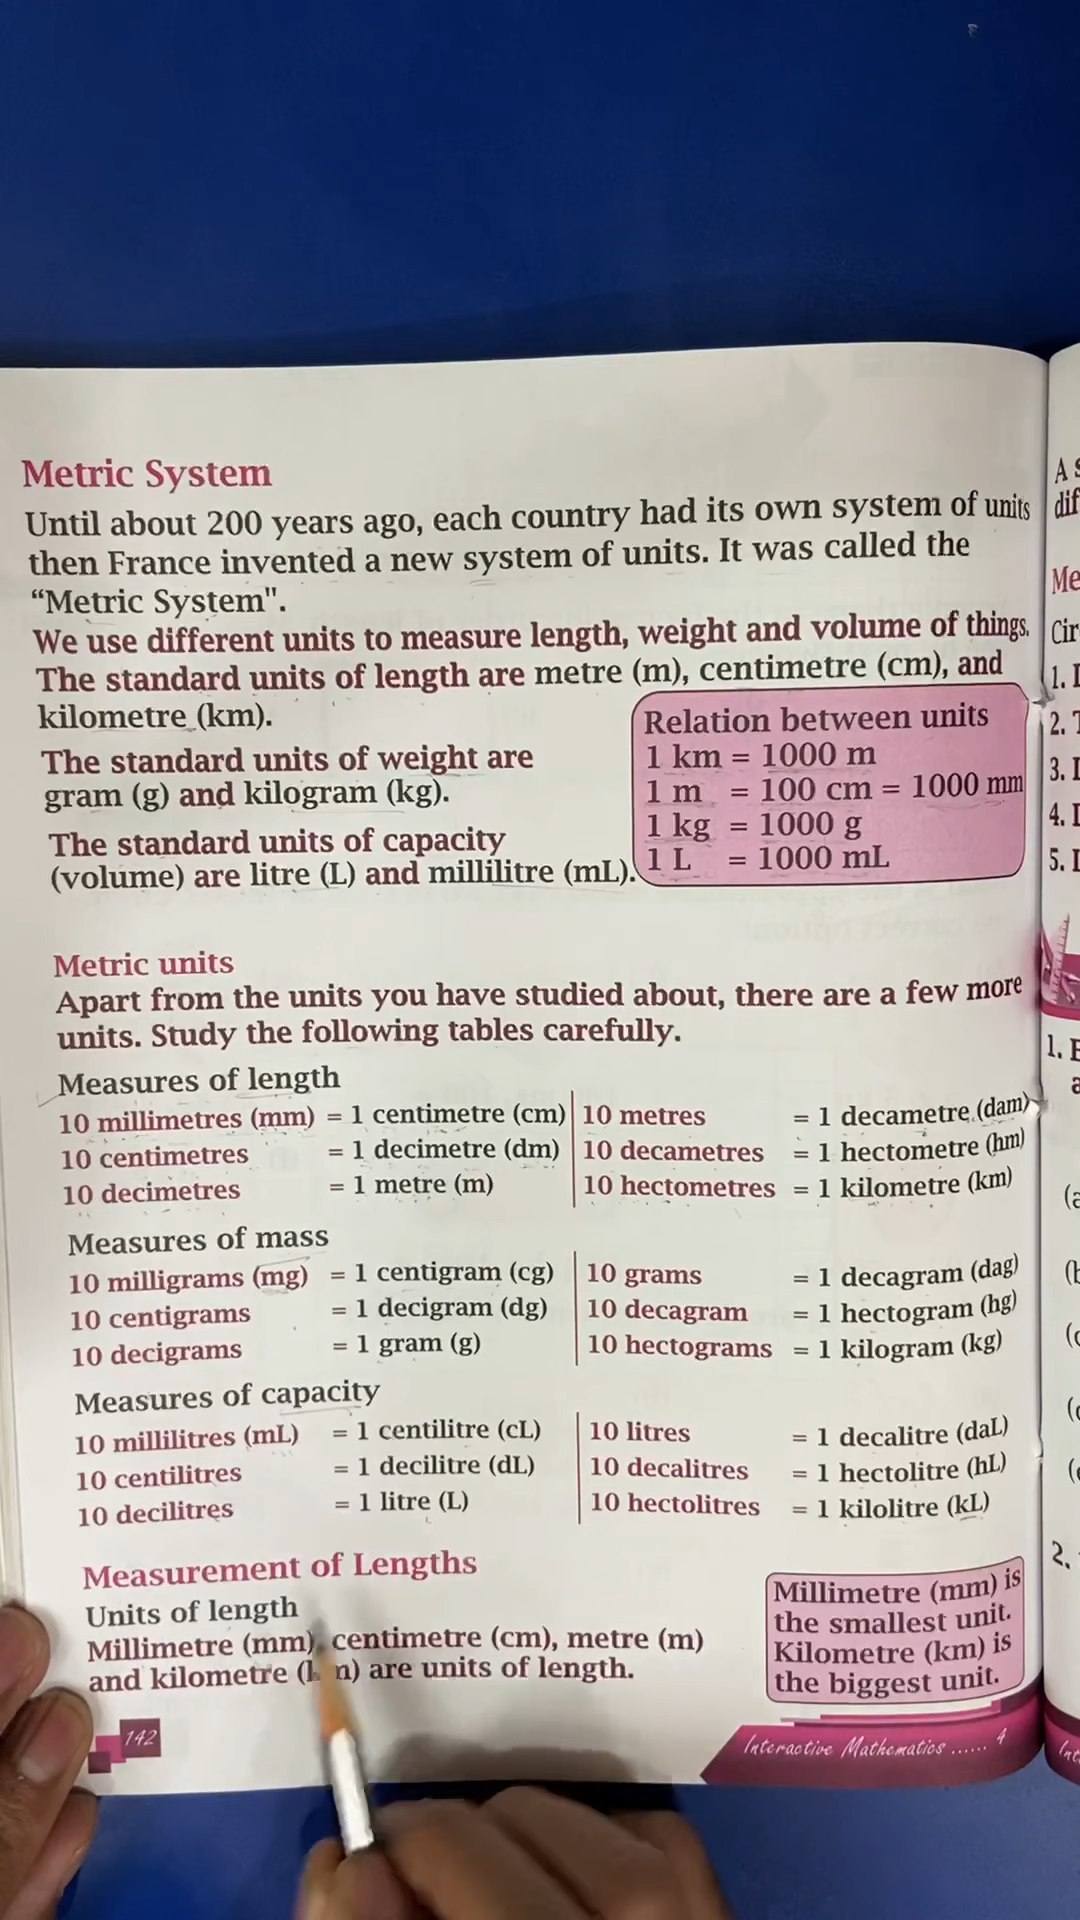 Metric System
Until about 200 years ago, each country had its own system of units
then France invented a new system of units. It was called the
“Metric System".
We use different units to measure length, weight and volume of things.
The standard units of length are metre (m), centimetre (cm), and
kilometre (km).
The standard units of weight are
gram (g) and kilogram (kg).
The standard units of capacity
(volume) are litre (L) and millilitre (mL).
Relation between units
1 km = 1000 m
1 m = 100 cm = 1000 mm
1 kg = 1000 g
1 L = 1000 mL
Metric units
Apart from the units you have studied about, there are a few more
units. Study the following tables carefully.
Measures of length
10 millimetres (mm) = 1 centimetre (cm) 10 metres = 1 decametre (dam)
10 centimetres = 1 decimetre (dm) 10 decametres = 1 hectometre (hm)
10 decimetres = 1 metre (m) 10 hectometres = 1 kilometre (km)
Measures of mass
10 milligrams (mg) = 1 centigram (cg) 10 grams = 1 decagram (dag)
10 centigrams = 1 decigram (dg) 10 decagram = 1 hectogram (hg)
10 decigrams = 1 gram (g) 10 hectograms = 1 kilogram (kg)
Measures of capacity
10 millilitres (mL) = 1 centilitre (cL) 10 litres = 1 decalitre (daL)
10 centilitres = 1 decilitre (dL) 10 decalitres = 1 hectolitre (hL)
10 decilitres = 1 litre (L) 10 hectolitres = 1 kilolitre (kL)
Measurement of Lengths
Units of length
Millimetre (mm), centimetre (cm), metre (m)
and kilometre (km) are units of length.
Millimetre (mm) is
the smallest unit.
Kilometre (km) is
the biggest unit.
142
Interactive Mathematics ...... 4
1.
2.
3.
4.
5.
1.
2.